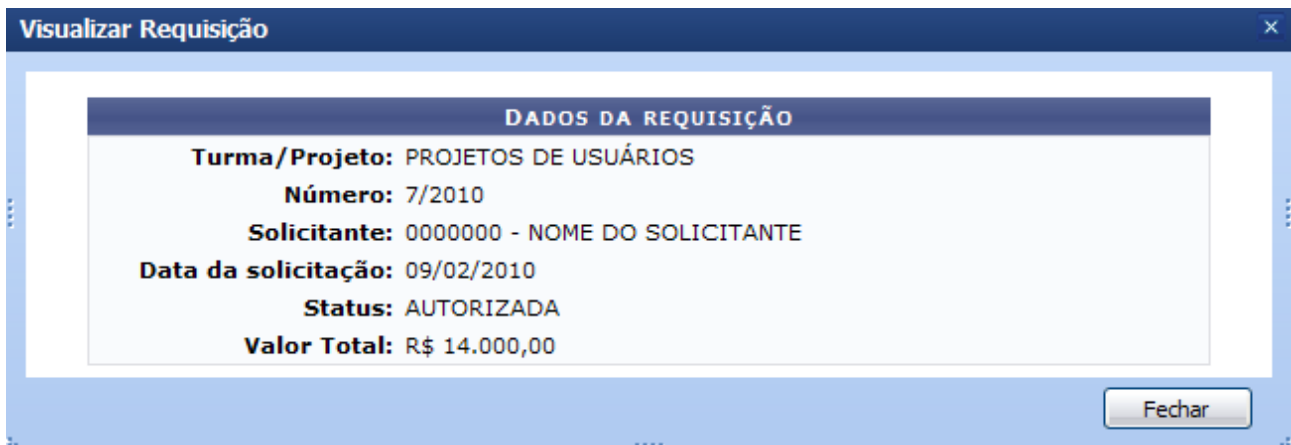 Visualizar Requisição
DADOS DA REQUISIÇÃO
Turma/Projeto: PROJETOS DE USUÁRIOS
Número: 7/2010
Solicitante: 0000000 - NOME DO SOLICITANTE
Data da solicitação: 09/02/2010
Status: AUTORIZADA
Valor Total: R$ 14.000,00
Fechar